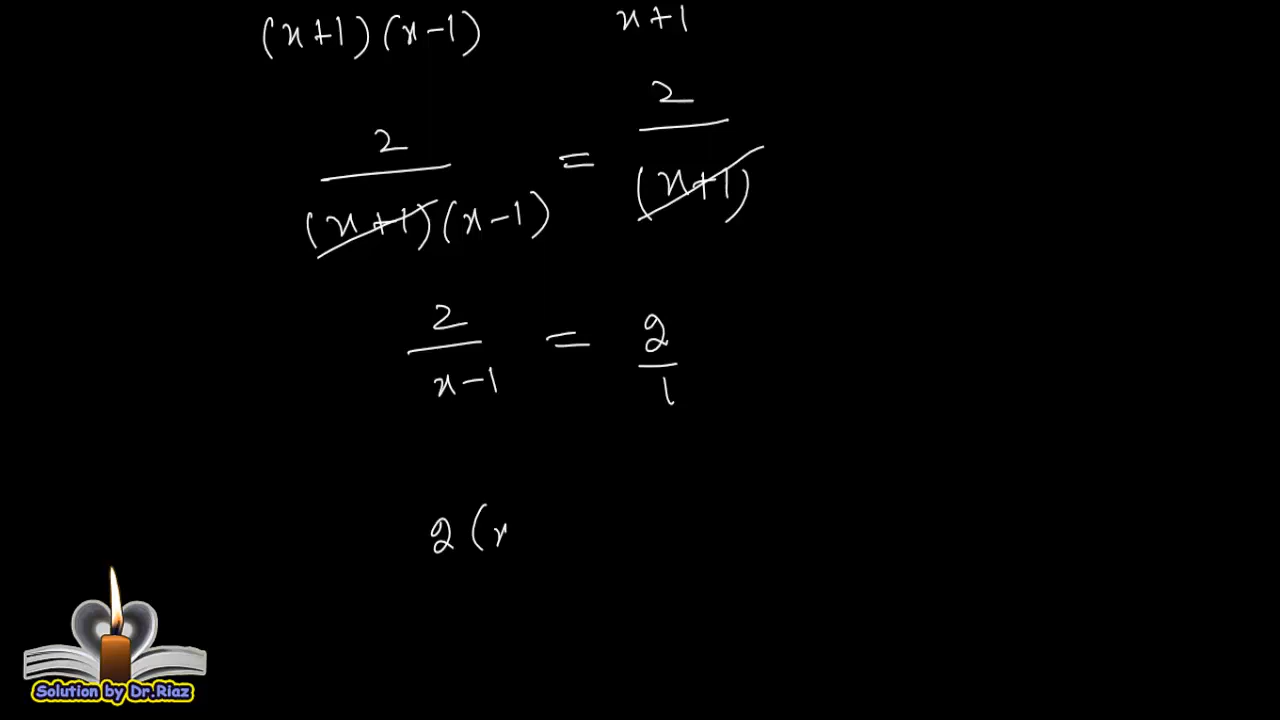 (x+1)(x-1) x+1
2/((x+1)(x-1)) = 2/(x+1)
2/(x-1) = 2/1
2(x
Solution by Dr.Riaz